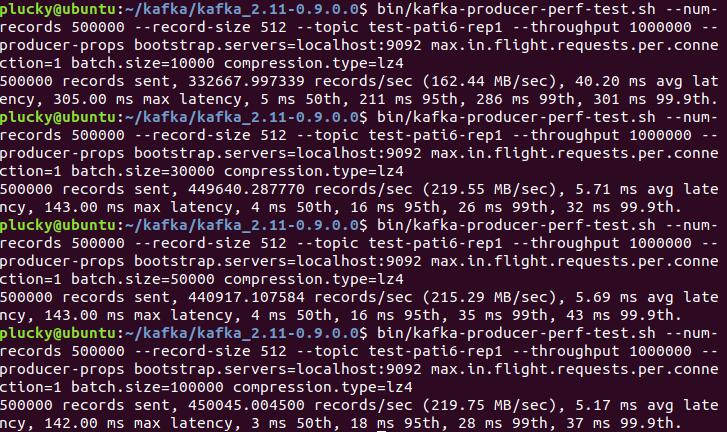 plucky@ubuntu:~/kafka/kafka_2.11-0.9.0.0$ bin/kafka-producer-perf-test.sh --num-
records 500000 --record-size 512 --topic test-pati6-rep1 --throughput 1000000 --
producer-props bootstrap.servers=localhost:9092 max.in.flight.requests.per.conne
ction=1 batch.size=10000 compression.type=lz4
500000 records sent, 332667.997339 records/sec (162.44 MB/sec), 40.20 ms avg lat
ency, 305.00 ms max latency, 5 ms 50th, 211 ms 95th, 286 ms 99th, 301 ms 99.9th.
plucky@ubuntu:~/kafka/kafka_2.11-0.9.0.0$ bin/kafka-producer-perf-test.sh --num-
records 500000 --record-size 512 --topic test-pati6-rep1 --throughput 1000000 --
producer-props bootstrap.servers=localhost:9092 max.in.flight.requests.per.conne
ction=1 batch.size=30000 compression.type=lz4
500000 records sent, 449640.287770 records/sec (219.55 MB/sec), 5.71 ms avg late
ncy, 143.00 ms max latency, 4 ms 50th, 16 ms 95th, 26 ms 99th, 32 ms 99.9th.
plucky@ubuntu:~/kafka/kafka_2.11-0.9.0.0$ bin/kafka-producer-perf-test.sh --num-
records 500000 --record-size 512 --topic test-pati6-rep1 --throughput 1000000 --
producer-props bootstrap.servers=localhost:9092 max.in.flight.requests.per.conne
ction=1 batch.size=50000 compression.type=lz4
500000 records sent, 440917.107584 records/sec (215.29 MB/sec), 5.69 ms avg late
ncy, 143.00 ms max latency, 4 ms 50th, 16 ms 95th, 35 ms 99th, 43 ms 99.9th.
plucky@ubuntu:~/kafka/kafka_2.11-0.9.0.0$ bin/kafka-producer-perf-test.sh --num-
records 500000 --record-size 512 --topic test-pati6-rep1 --throughput 1000000 --
producer-props bootstrap.servers=localhost:9092 max.in.flight.requests.per.conne
ction=1 batch.size=100000 compression.type=lz4
500000 records sent, 450045.004500 records/sec (219.75 MB/sec), 5.17 ms avg late
ncy, 142.00 ms max latency, 3 ms 50th, 18 ms 95th, 28 ms 99th, 37 ms 99.9th.